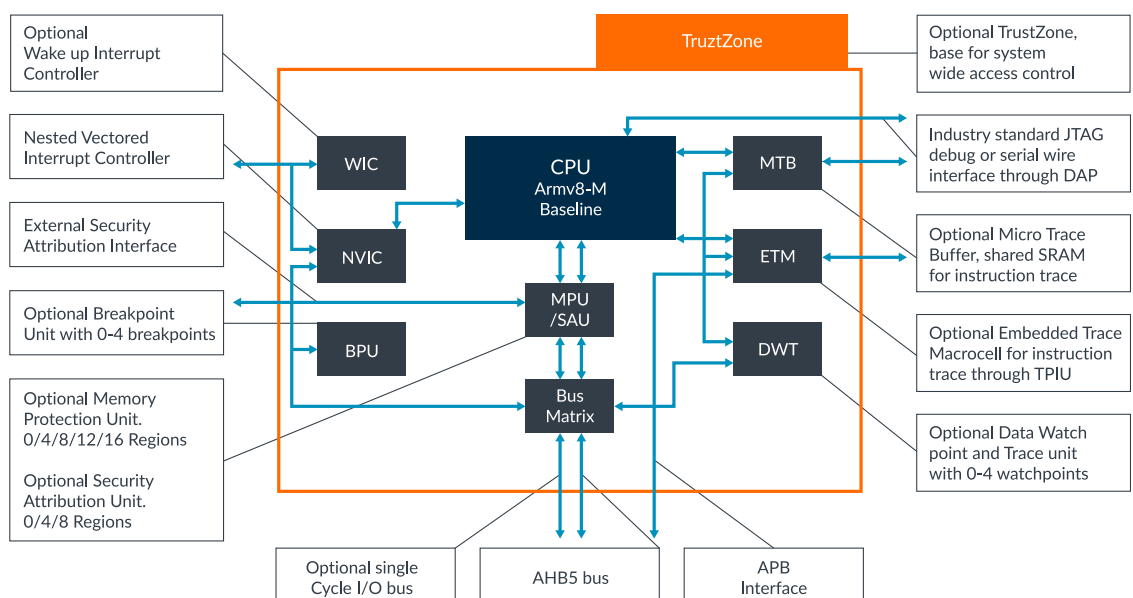 Optional
Wake up Interrupt
Controller
Nested Vectored
Interrupt Controller
External Security
Attribution Interface
Optional Breakpoint
Unit with 0-4 breakpoints
Optional Memory
Protection Unit.
0/4/8/12/16 Regions
Optional Security
Attribution Unit.
0/4/8 Regions
TruztZone
WIC
NVIC
BPU
CPU
Armv8-M
Baseline
MPU
/SAU
Bus
Matrix
MTB
ETM
DWT
Optional TrustZone,
base for system
wide access control
Industry standard JTAG
debug or serial wire
interface through DAP
Optional Micro Trace
Buffer, shared SRAM
for instruction trace
Optional Embedded Trace
Macrocell for instruction
trace through TPIU
Optional Data Watch
point and Trace unit
with 0-4 watchpoints
Optional single
Cycle I/O bus
AHB5 bus
APB
Interface